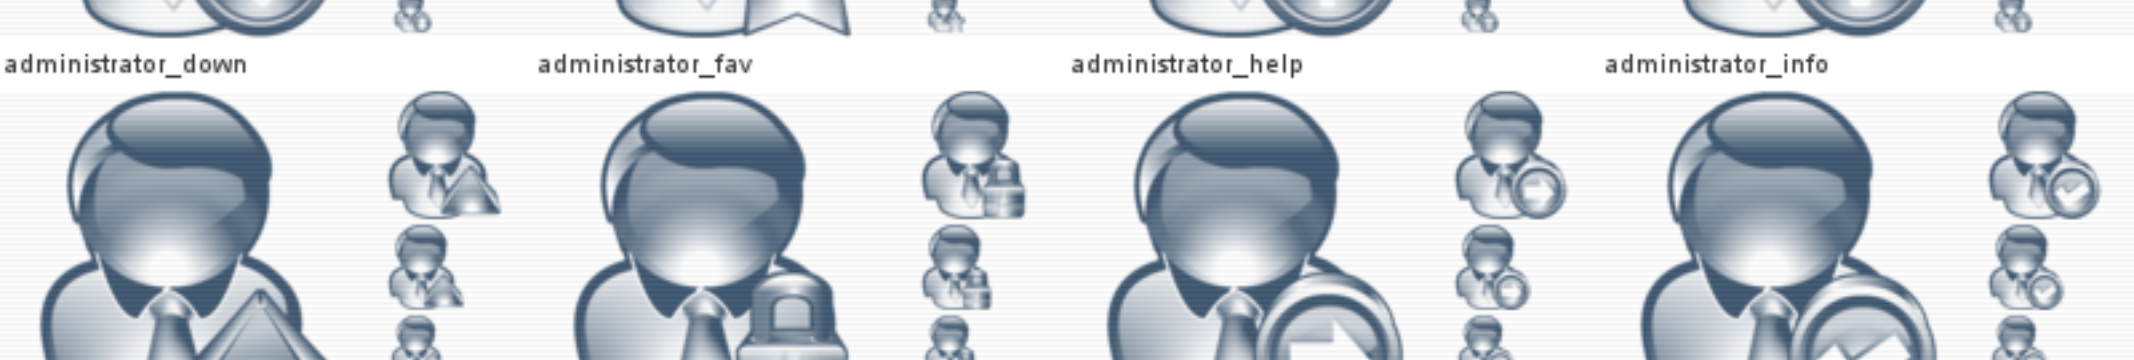 administrator_down
administrator_fav
administrator_help
administrator_info